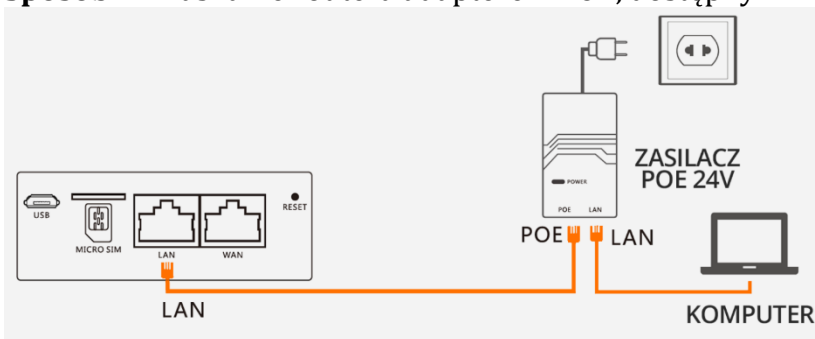 ZASILACZ
POE 24V
POWER
POE LAN
USB
MICRO SIM
LAN
WAN
RESET
POE
LAN
LAN
KOMPUTER